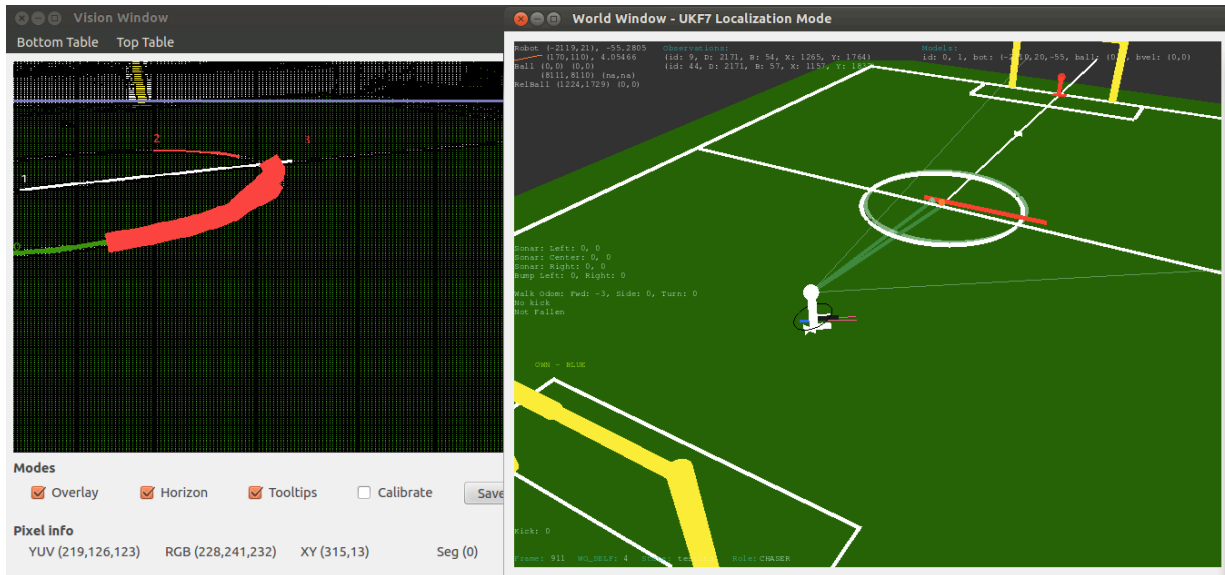 Vision Window
Bottom Table Top Table
2
3
1
0
Modes
Overlay Horizon Tooltips Calibrate Save
Pixel info
YUV (219,126,123) RGB (228,241,232) XY (315,13) Seg (0)
World Window - UKF7 Localization Mode
Robot (-2119,21), -55.2805
(170,110), 4.05466
Ball (0,0) (0,0)
(8111,8110) (na,na)
RelBall (1224,1729) (0,0)
Observations:
(id: 9, D: 2171, B: 54, X: 1265, Y: 1764)
(id: 44, D: 2171, B: 57, X: 1157, Y:
Models:
id: 0, 1, bot: ball: bvel: (0,0)
Sonar: Left: 0, 0
Sonar: Center: 0, 0
Sonar: Right: 0, 0
Bump Left: 0, Right: 0
Walk Odom: Fwd: -3, Side: 0, Turn: 0
No kick
Not Fallen
OWN - BLUE
Kick: 0
Frame: 911 WO_SELF: 4 Role: CHASER